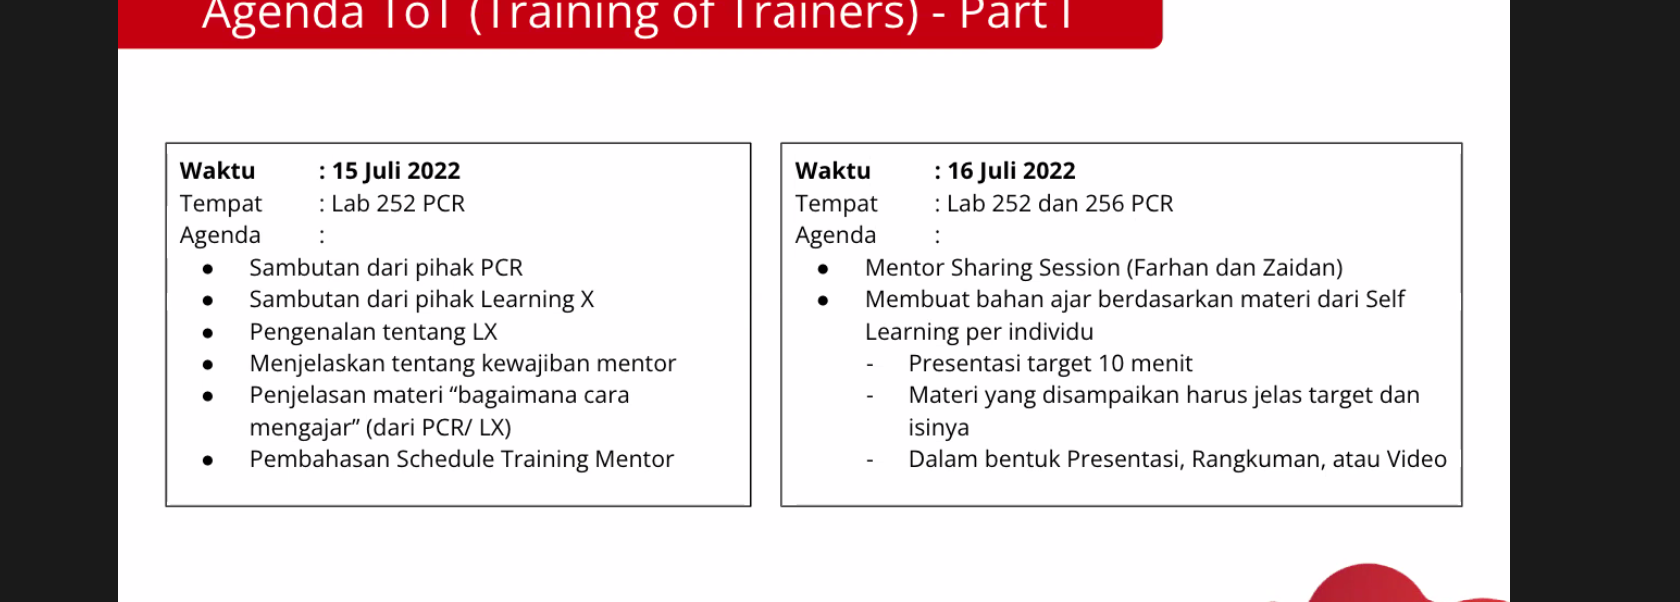 Agenda ToT (Training of Trainers) - Part I
Waktu : 15 Juli 2022
Tempat : Lab 252 PCR
Agenda :
● Sambutan dari pihak PCR
● Sambutan dari pihak Learning X
● Pengenalan tentang LX
● Menjelaskan tentang kewajiban mentor
● Penjelasan materi “bagaimana cara
mengajar” (dari PCR/ LX)
● Pembahasan Schedule Training Mentor
Waktu : 16 Juli 2022
Tempat : Lab 252 dan 256 PCR
Agenda :
● Mentor Sharing Session (Farhan dan Zaidan)
● Membuat bahan ajar berdasarkan materi dari Self
Learning per individu
- Presentasi target 10 menit
- Materi yang disampaikan harus jelas target dan
isinya
- Dalam bentuk Presentasi, Rangkuman, atau Video